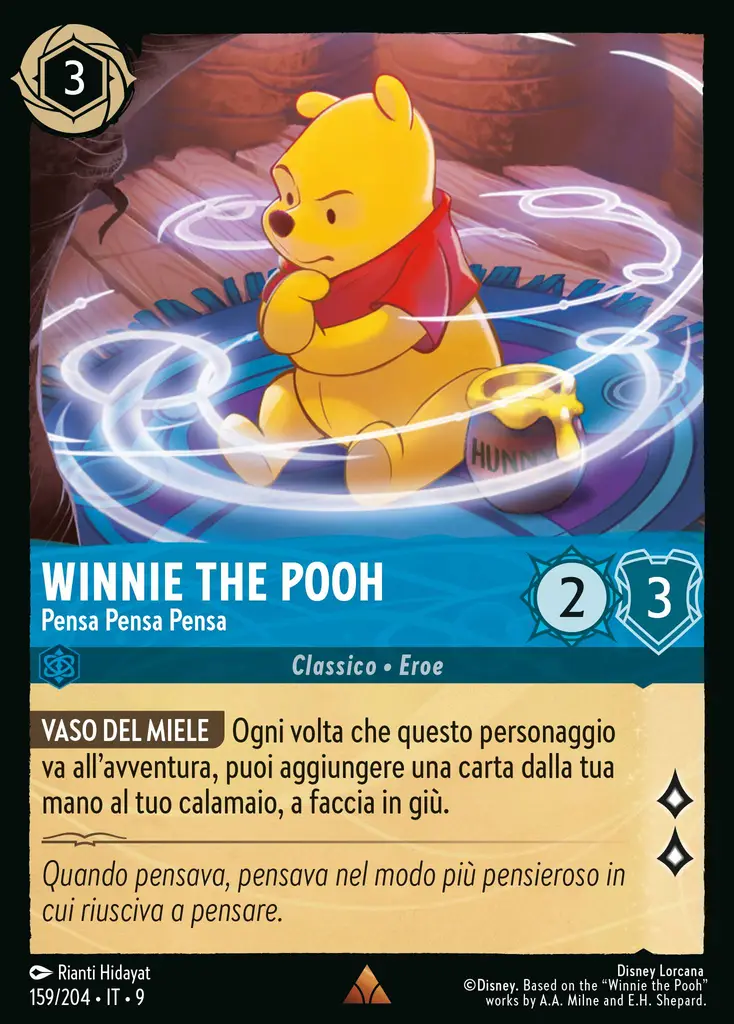 3
HUNNY
WINNIE THE POOH
Pensa Pensa Pensa
2
3
Classico • Eroe
VASO DEL MIELE Ogni volta che questo personaggio
va all'avventura, puoi aggiungere una carta dalla tua
mano al tuo calamaio, a faccia in giù.
Quando pensava, pensava nel modo più pensieroso in
cui riusciva a pensare.
Rianti Hidayat
159/204 • IT • 9
Disney Lorcana
©Disney. Based on the “Winnie the Pooh”
works by A.A. Milne and E.H. Shepard.